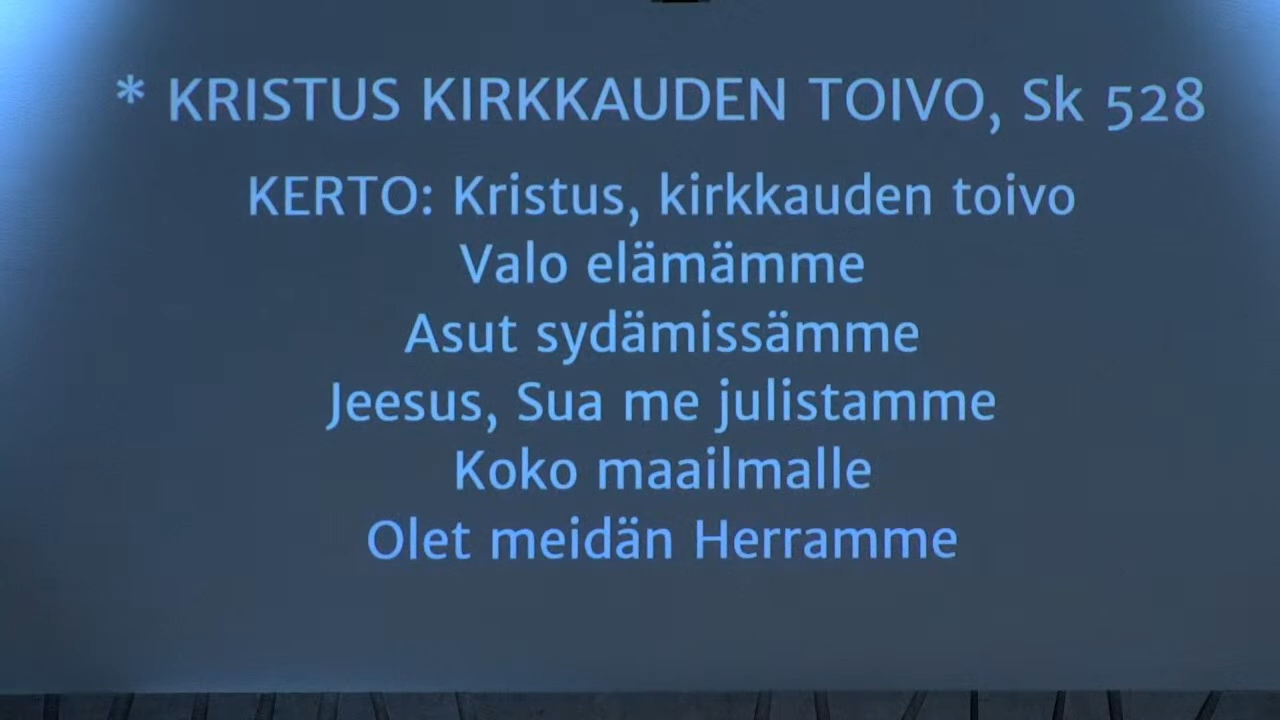 * KRISTUS KIRKKAUDEN TOIVO, Sk 528
KERTO: Kristus, kirkkauden toivo
Valo elämämme
Asut sydämissämme
Jeesus, Sua me julistamme
Koko maailmalle
Olet meidän Herramme